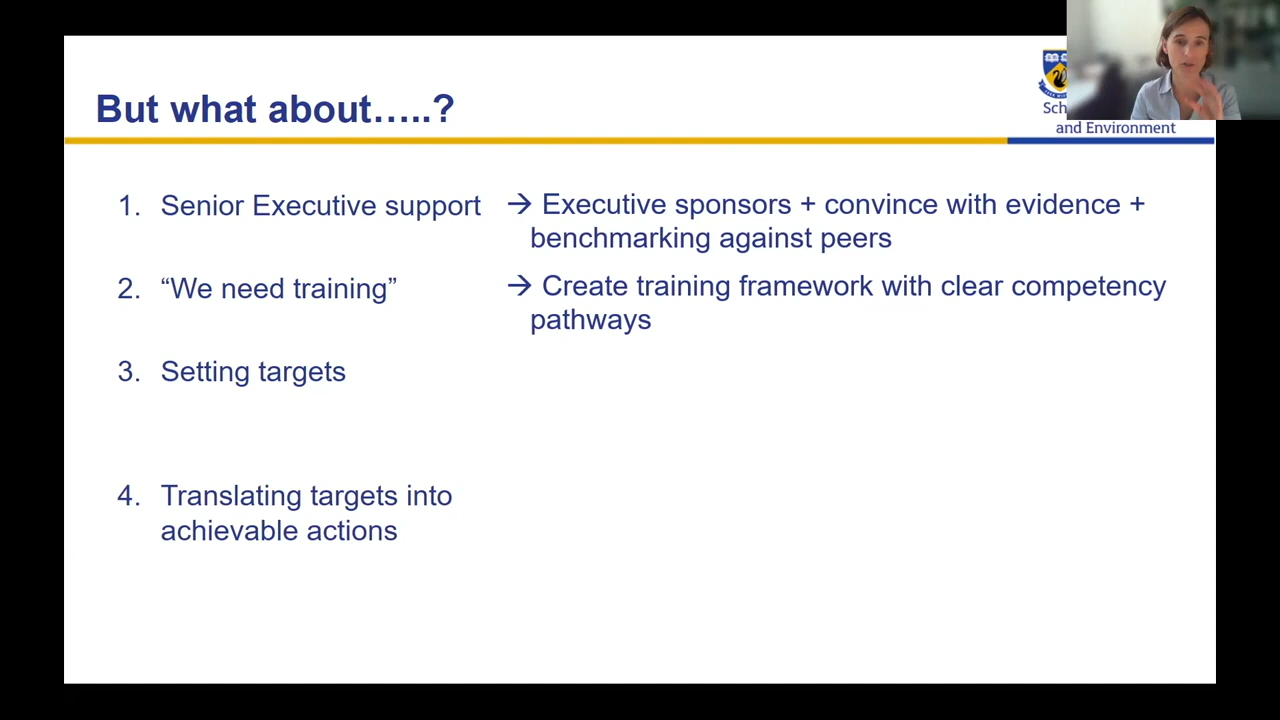 But what about…..?
and Environment
1. Senior Executive support
→ Executive sponsors + convince with evidence +
benchmarking against peers
2. “We need training”
→ Create training framework with clear competency
pathways
3. Setting targets
4. Translating targets into
achievable actions